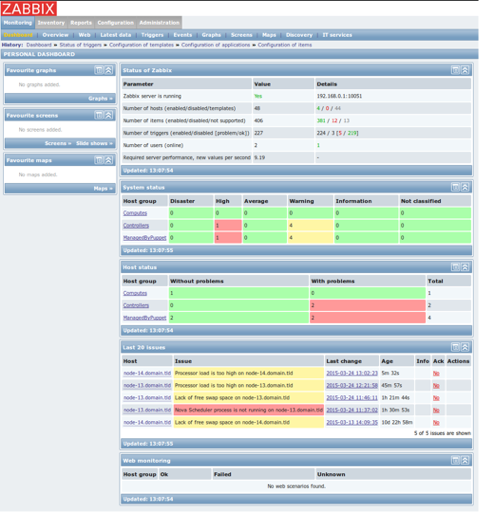 ZABBIX
Monitoring Inventory Reports Configuration Administration
Dashboard Overview Web Latest data Triggers Events Graphs Screens Maps Discovery IT services
History: Dashboard » Status of triggers » Configuration of templates » Configuration of applications » Configuration of items
PERSONAL DASHBOARD
Favourite graphs
No graphs added.
Graphs »
Favourite screens
No screens added.
Screens » Slide shows »
Favourite maps
No maps added.
Maps »
Status of Zabbix
Parameter Value Details
Zabbix server is running Yes 192.168.0.1:10051
Number of hosts (enabled/disabled/templates) 48 4 / 0 / 44
Number of items (enabled/disabled/not supported) 406 381 / 12 / 13
Number of triggers (enabled/disabled [problem/ok]) 227 224 / 3 [5 / 219]
Number of users (online) 2 1
Required server performance, new values per second 9.19 -
Updated: 13:07:54
System status
Host group Disaster High Average Warning Information Not classified
Computes 0 0 0 0 0 0
Controllers 0 1 0 4 0 0
ManagedByPuppet 0 1 0 4 0 0
Updated: 13:07:55
Host status
Host group Without problems With problems Total
Computes 1 0 1
Controllers 0 2 2
ManagedByPuppet 2 2 4
Updated: 13:07:54
Last 20 issues
Host Issue Last change Age Info Ack Actions
node-14.domain.tld Processor load is too high on node-14.domain.tld 2015-03-24 13:02:23 5m 32s No
node-13.domain.tld Processor load is too high on node-13.domain.tld 2015-03-24 12:21:58 45m 57s No
node-13.domain.tld Lack of free swap space on node-13.domain.tld 2015-03-24 11:46:11 1h 21m 44s No
node-13.domain.tld Nova Scheduler process is not running on node-13.domain.tld 2015-03-24 11:37:02 1h 30m 53s No
node-14.domain.tld Lack of free swap space on node-14.domain.tld 2015-03-13 14:09:35 10d 22h 58m No
5 of 5 issues are shown
Updated: 13:07:55
Web monitoring
Host group Ok Failed Unknown
No web scenarios found.
Updated: 13:07:54